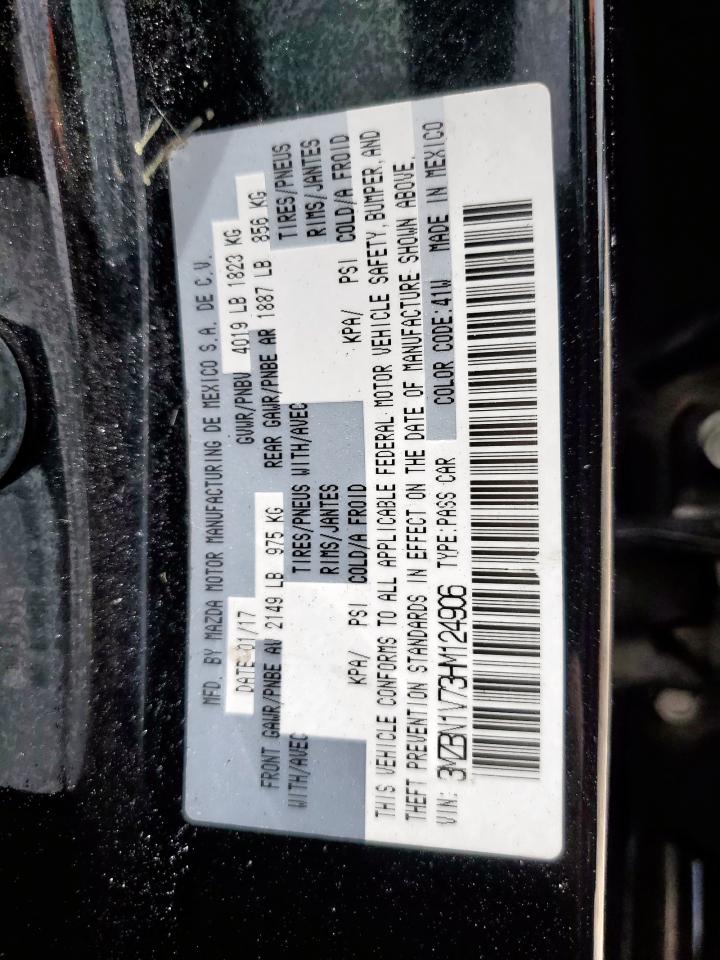 MFD. BY MAZDA MOTOR MANUFACTURING DE MEXICO S.A. DE C.V.
DATE:01/17 GVWR/PNBV 4019 LB 1823 KG
FRONT GAWR/PNBE AV 2149 LB 975 KG REAR GAWR/PNBE AR 1887 LB 856 KG
WITH/AVEC TIRES/PNEUS WITH/AVEC TIRES/PNEUS
RIMS/JANTES RIMS/JANTES
KPA/ PSI COLD/A FROID KPA/ PSI COLD/A FROID
THIS VEHICLE CONFORMS TO ALL APPLICABLE FEDERAL MOTOR VEHICLE SAFETY,BUMPER,AND
THEFT PREVENTION STANDARDS IN EFFECT ON THE DATE OF MANUFACTURE SHOWN ABOVE.
VIN: 3MZBN1V73HM124906 TYPE:PASS CAR COLOR CODE:41W MADE IN MEXICO